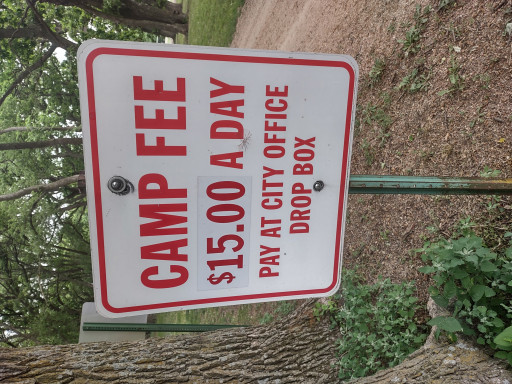 CAMP FEE
$15.00 A DAY
PAY AT CITY OFFICE
DROP BOX